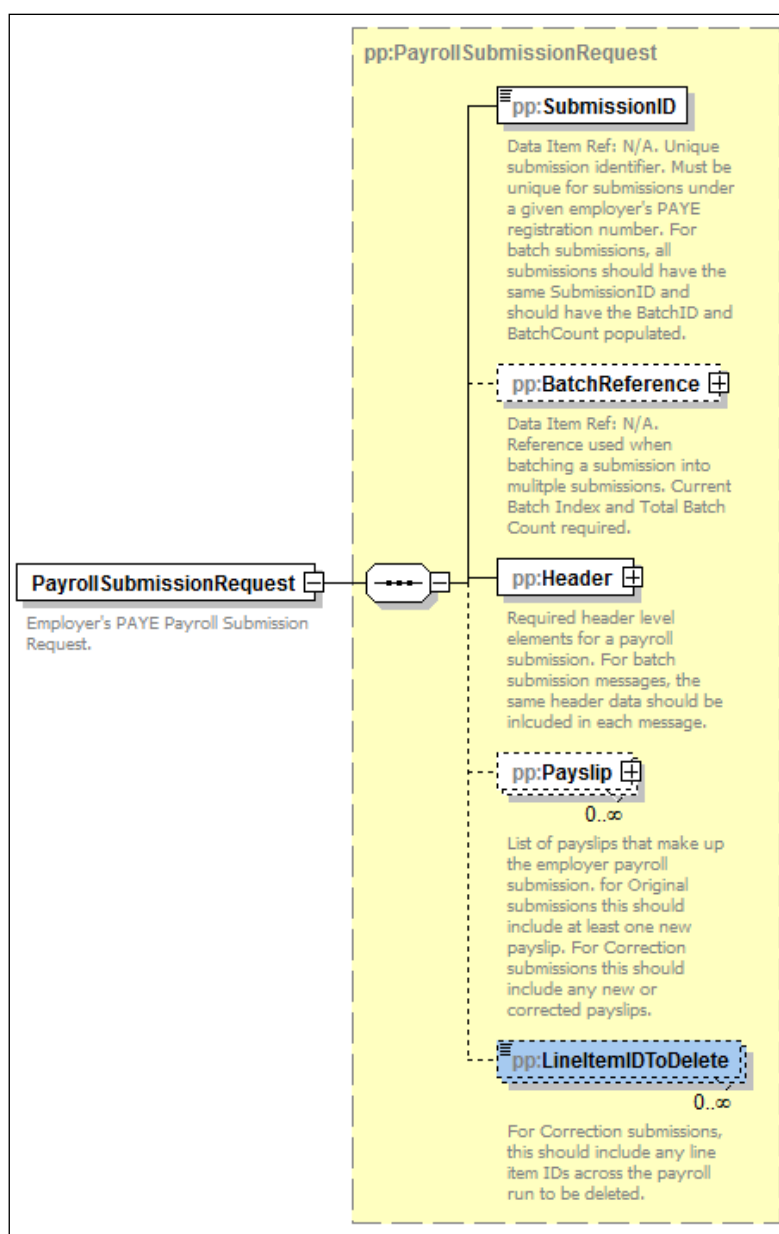 pp:PayrollSubmissionRequest
pp:SubmissionID
Data Item Ref: N/A. Unique
submission identifier. Must be
unique for submissions under
a given employer's PAYE
registration number. For
batch submissions, all
submissions should have the
same SubmissionID and
should have the BatchID and
BatchCount populated.
pp:BatchReference
Data Item Ref: N/A.
Reference used when
batching a submission into
mulitple submissions. Current
Batch Index and Total Batch
Count required.
PayrollSubmissionRequest
Employer's PAYE Payroll Submission
Request.
pp:Header
Required header level
elements for a payroll
submission. For batch
submission messages, the
same header data should be
inlcuded in each message.
pp:Payslip
0..∞
List of payslips that make up
the employer payroll
submission. for Original
submissions this should
include at least one new
payslip. For Correction
submissions this should
include any new or
corrected payslips.
pp:LineItemIDToDelete
0..∞
For Correction submissions,
this should include any line
item IDs across the payroll
run to be deleted.